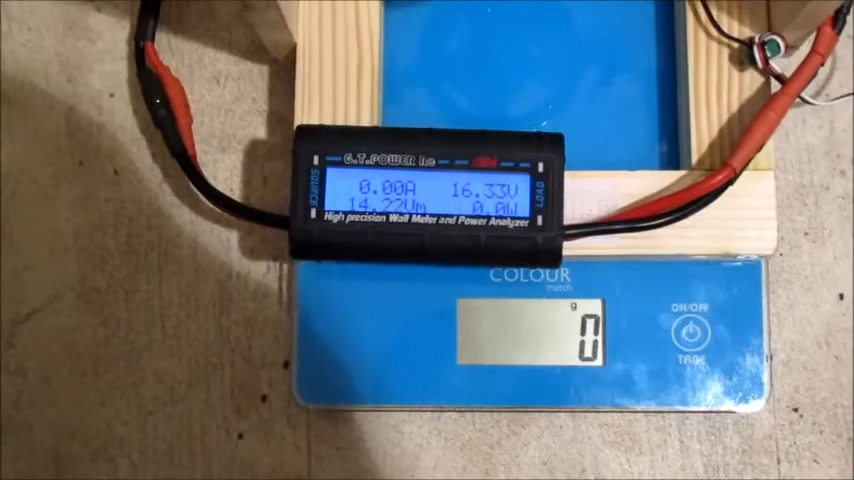 G.T.POWER
SOURCE
0.00A 16.33V
14.22Vm 0.0W
LOAD
High precision Watt Meter and Power Analyzer
COLOUR
match
g
0
ON/OFF
TARE